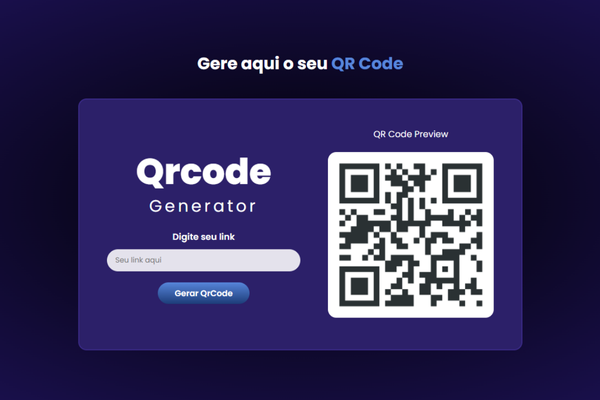 Gere aqui o seu QR Code
Qrcode
Generator
Digite seu link
Seu link aqui
Gerar QrCode
QR Code Preview